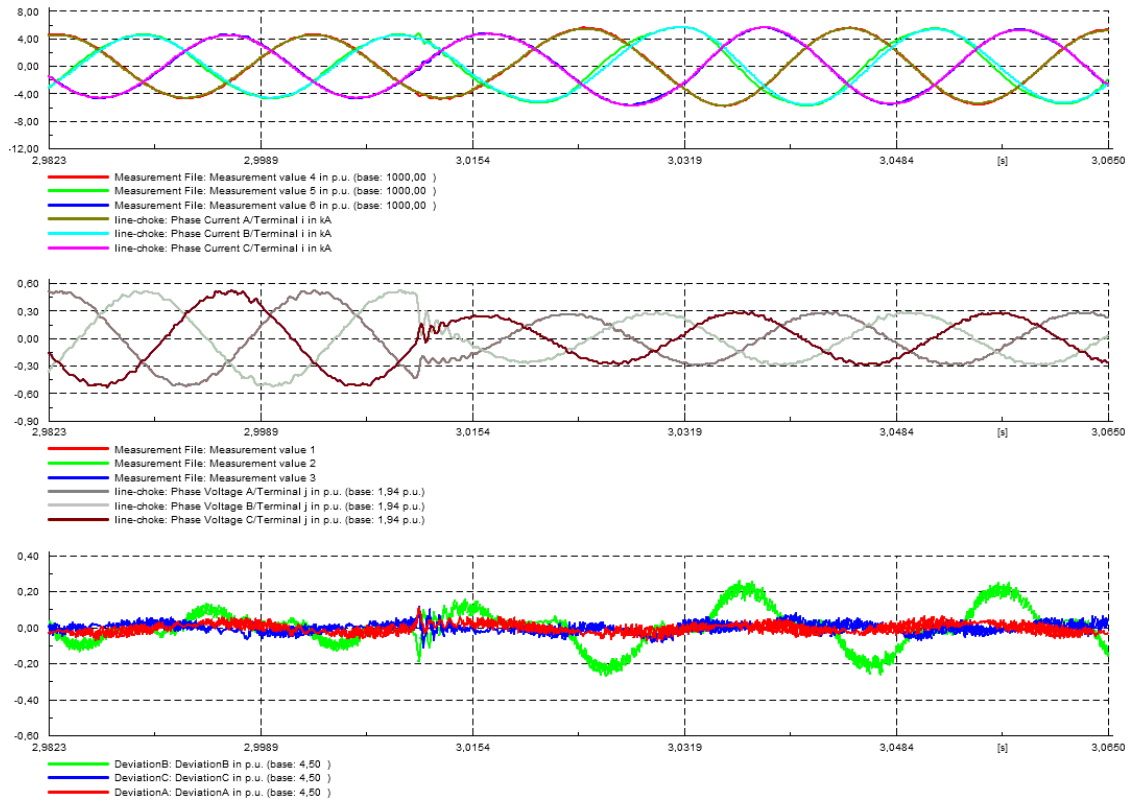 8,00
4,00
0,00
-4,00
-8,00
-12,00
2,9823 2,9989 3,0154 3,0319 3,0484 [s] 3,0650
Measurement File: Measurement value 4 in p.u. (base: 1000,00 )
Measurement File: Measurement value 5 in p.u. (base: 1000,00 )
Measurement File: Measurement value 6 in p.u. (base: 1000,00 )
line-choke: Phase Current A/Terminal i in kA
line-choke: Phase Current B/Terminal i in kA
line-choke: Phase Current C/Terminal i in kA
0,60
0,30
0,00
-0,30
-0,60
-0,90
2,9823 2,9989 3,0154 3,0319 3,0484 [s] 3,0650
Measurement File: Measurement value 1
Measurement File: Measurement value 2
Measurement File: Measurement value 3
line-choke: Phase Voltage A/Terminal j in p.u. (base: 1,94 p.u.)
line-choke: Phase Voltage B/Terminal j in p.u. (base: 1,94 p.u.)
line-choke: Phase Voltage C/Terminal j in p.u. (base: 1,94 p.u.)
0,40
0,20
0,00
-0,20
-0,40
-0,60
2,9823 2,9989 3,0154 3,0319 3,0484 [s] 3,0650
DeviationB: DeviationB in p.u. (base: 4,50 )
DeviationC: DeviationC in p.u. (base: 4,50 )
DeviationA: DeviationA in p.u. (base: 4,50 )